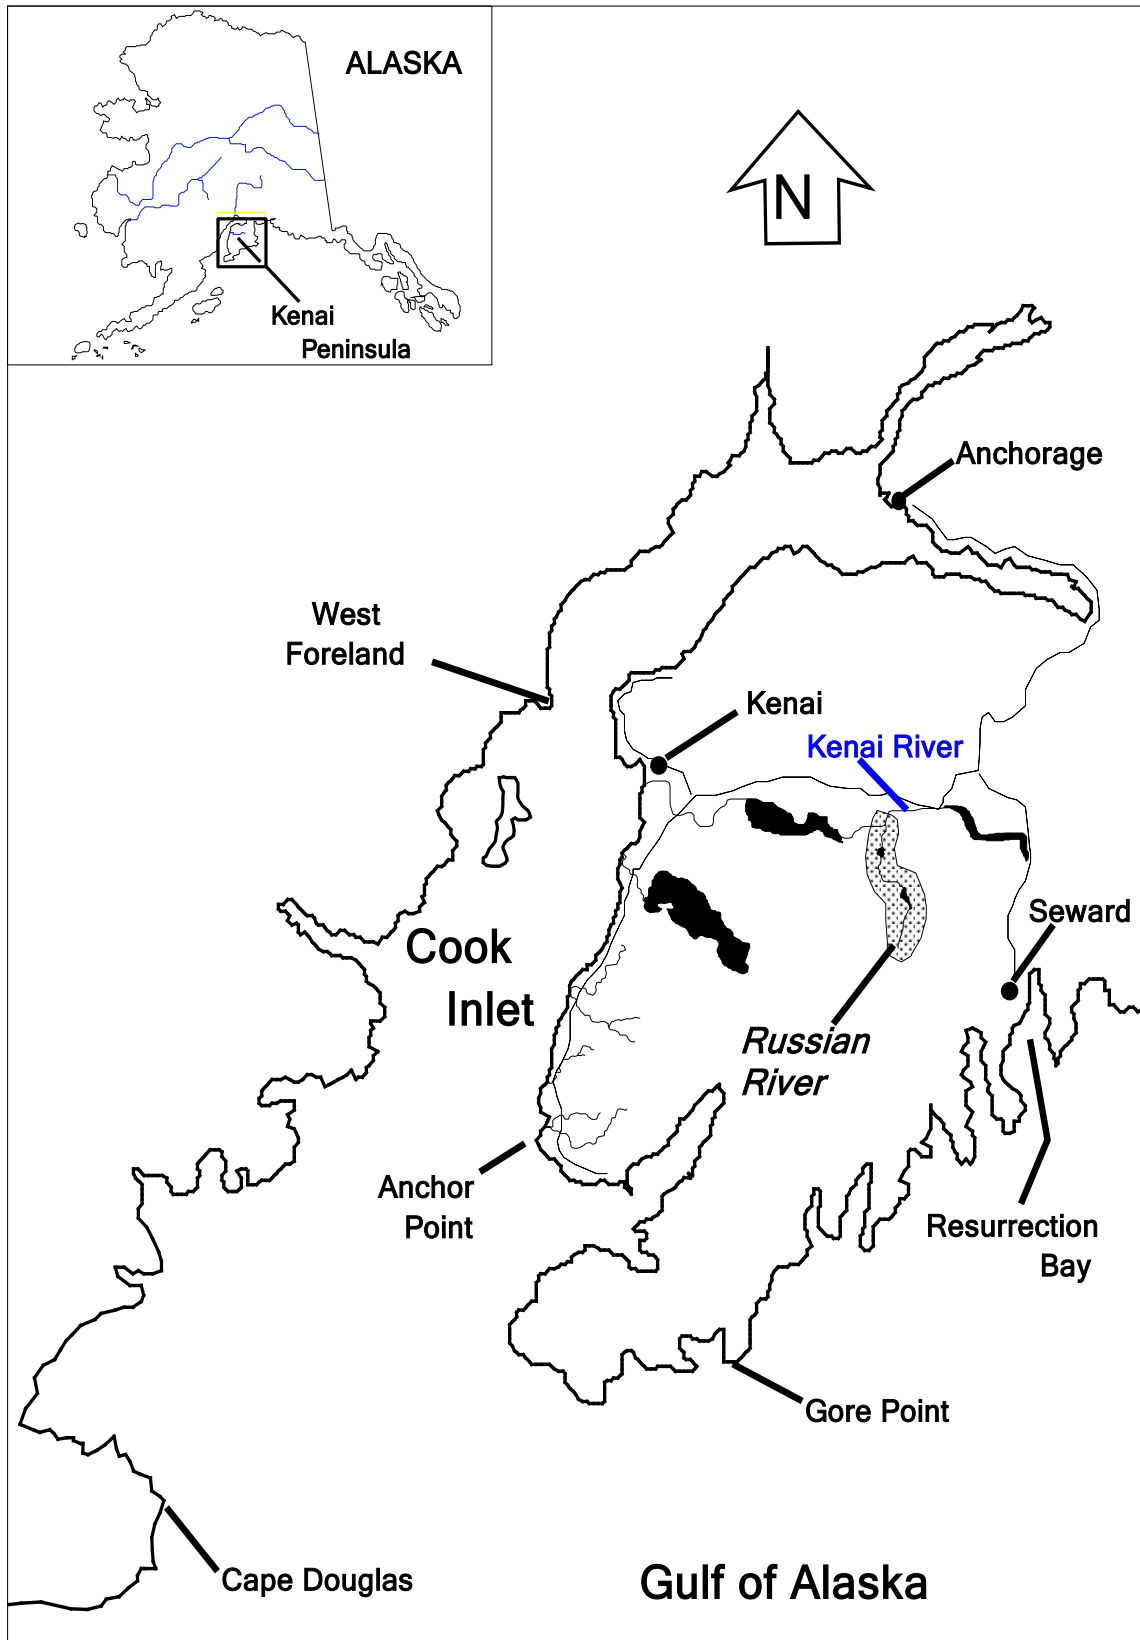 ALASKA
Kenai
Peninsula
N
Anchorage
West
Foreland
Kenai
Kenai River
Seward
Cook
Inlet
Russian
River
Anchor
Point
Resurrection
Bay
Gore Point
Cape Douglas
Gulf of Alaska